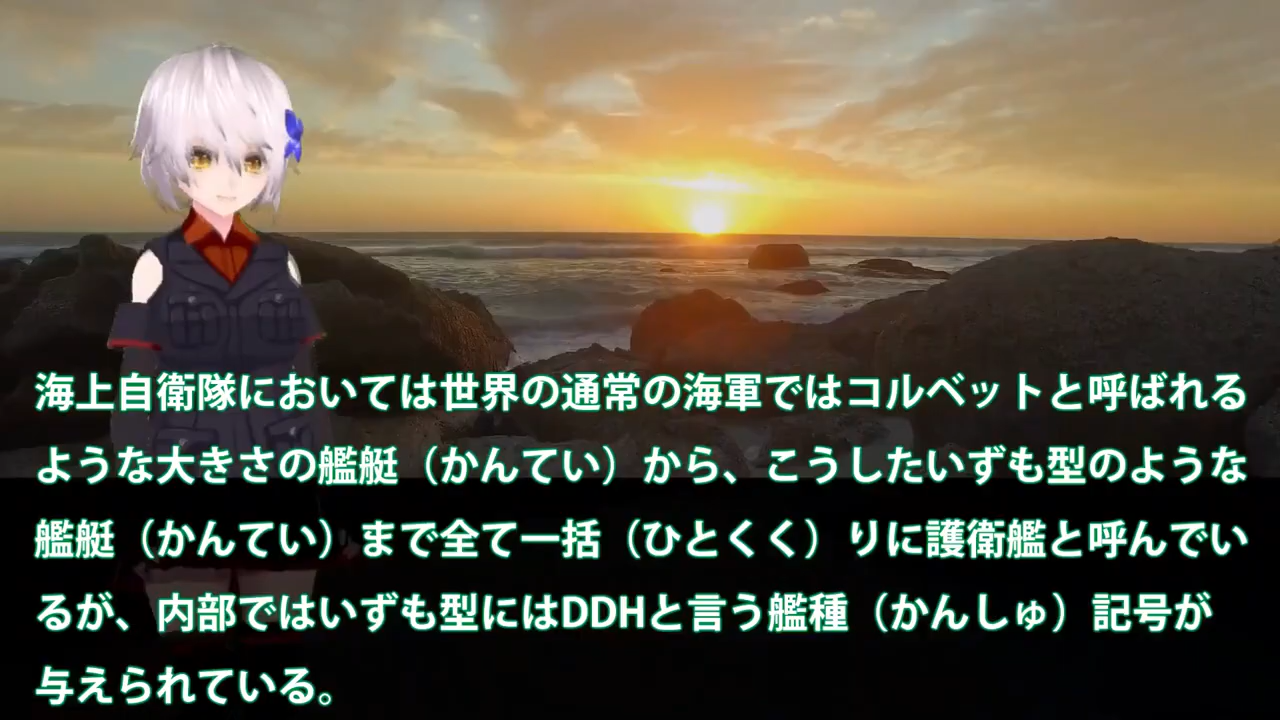 海上自衛隊においては世界の通常の海軍ではコルベットと呼ばれる
ような大きさの艦艇（かんてい）から、こうしたいずも型のような
艦艇（かんてい）まで全て一括（ひとくく）りに護衛艦と呼んでい
るが、内部ではいずも型にはDDHと言う艦種（かんしゅ）記号が
与えられている。